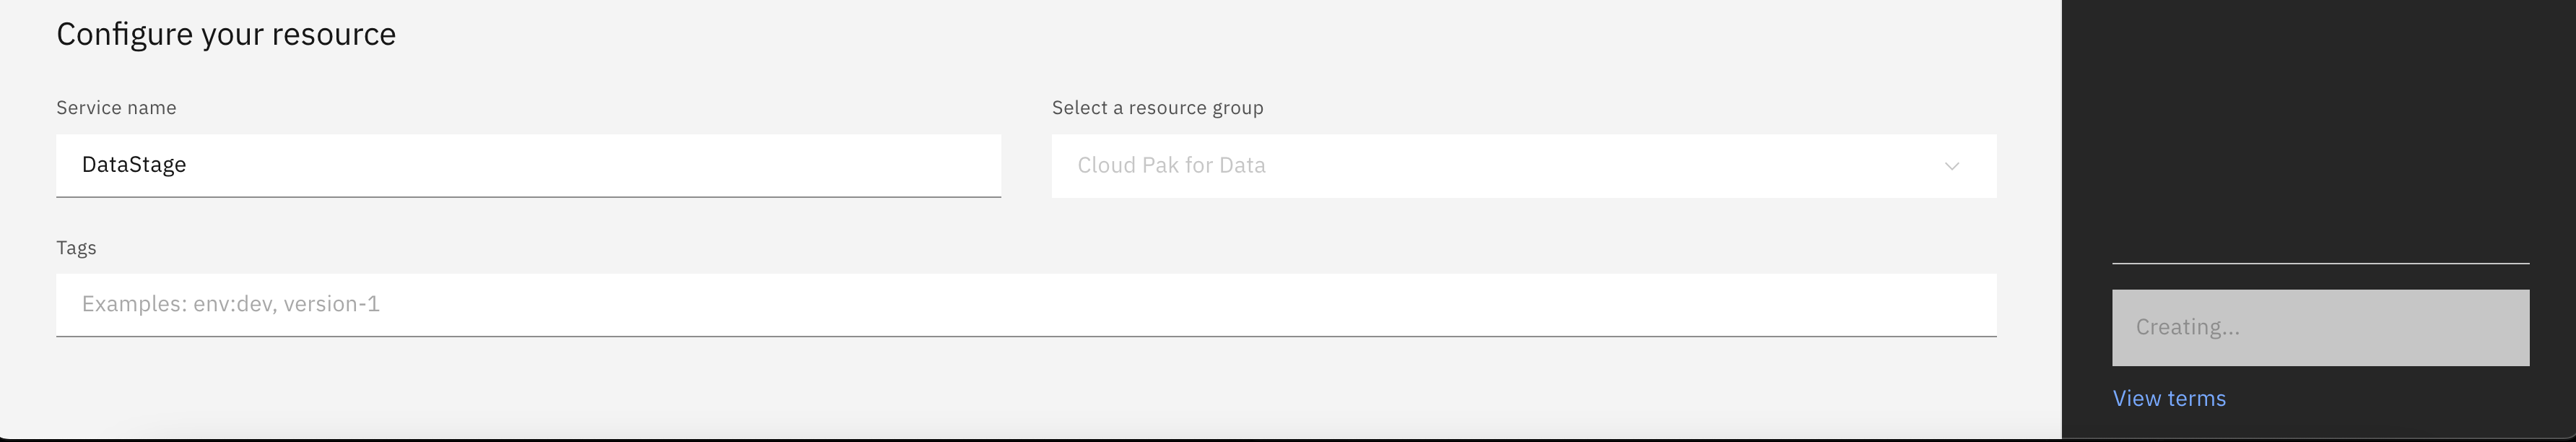 Configure your resource
Service name
Select a resource group
DataStage
Cloud Pak for Data
Tags
Examples: env:dev, version-1
Creating...
View terms